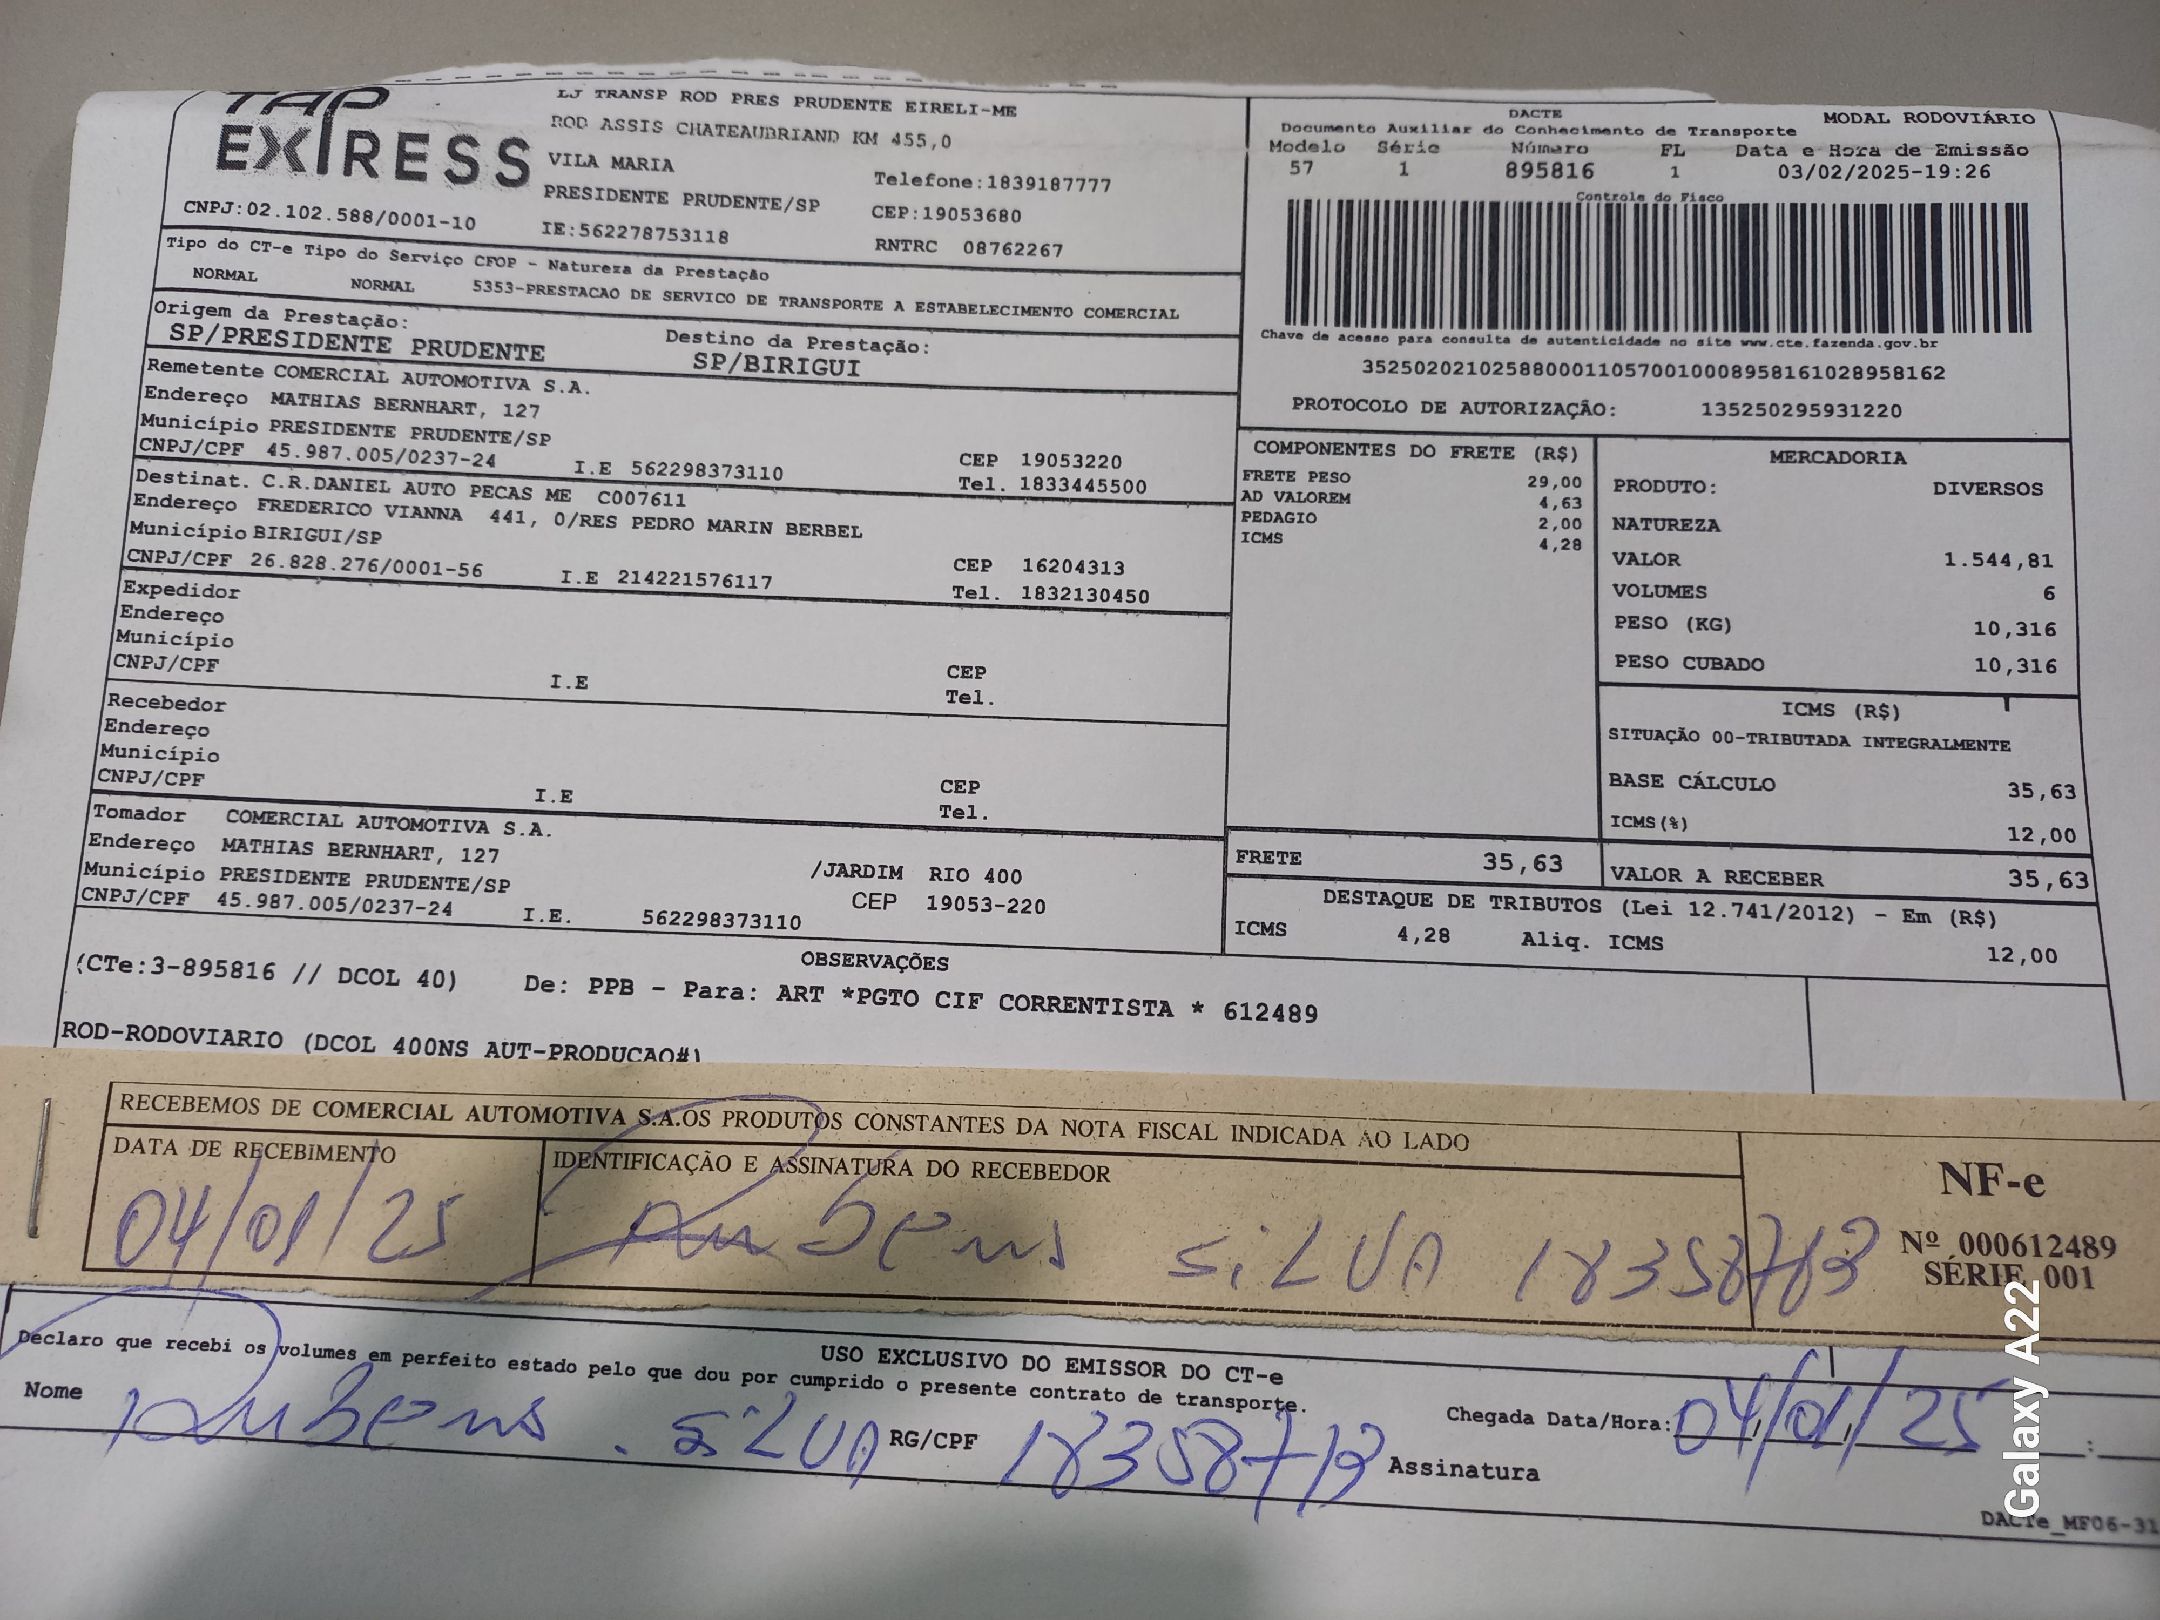 TAP
EXPRESS
LJ TRANSP ROD PRES PRUDENTE EIRELI-ME
ROD ASSIS CHATEAUBRIAND KM 455,0
VILA MARIA
Telefone:1839187777
PRESIDENTE PRUDENTE/SP
CEP:19053680
CNPJ:02.102.588/0001-10
IE:562278753118
RNTRC 08762267
DACTE
MODAL RODOVIÁRIO
Documento Auxiliar do Conhecimento de Transporte
Modelo Série Número FL Data e Hora de Emissão
57 1 895816 1 03/02/2025-19:26
Controle do Fisco
Chave de acesso para consulta de autenticidade no site www.cte.fazenda.gov.br
35250202102588000110570010008958161028958162
PROTOCOLO DE AUTORIZAÇÃO: 135250295931220
Tipo do CT-e Tipo do Serviço CFOP - Natureza da Prestação
NORMAL NORMAL 5353-PRESTACAO DE SERVICO DE TRANSPORTE A ESTABELECIMENTO COMERCIAL
Origem da Prestação: Destino da Prestação:
SP/PRESIDENTE PRUDENTE SP/BIRIGUI
Remetente COMERCIAL AUTOMOTIVA S.A.
Endereço MATHIAS BERNHART, 127
Município PRESIDENTE PRUDENTE/SP CEP 19053220
CNPJ/CPF 45.987.005/0237-24 I.E 562298373110 Tel. 1833445500
Destinat. C.R.DANIEL AUTO PECAS ME C007611
Endereço FREDERICO VIANNA 441, 0/RES PEDRO MARIN BERBEL
Município BIRIGUI/SP CEP 16204313
CNPJ/CPF 26.828.276/0001-56 I.E 214221576117 Tel. 1832130450
Expedidor
Endereço
Município CEP
CNPJ/CPF I.E Tel.
Recebedor
Endereço
Município CEP
CNPJ/CPF I.E Tel.
Tomador COMERCIAL AUTOMOTIVA S.A.
Endereço MATHIAS BERNHART, 127 /JARDIM RIO 400
Município PRESIDENTE PRUDENTE/SP CEP 19053-220
CNPJ/CPF 45.987.005/0237-24 I.E. 562298373110
COMPONENTES DO FRETE (R$)
FRETE PESO 29,00
AD VALOREM 4,63
PEDAGIO 2,00
ICMS 4,28
MERCADORIA
PRODUTO: DIVERSOS
NATUREZA
VALOR 1.544,81
VOLUMES 6
PESO (KG) 10,316
PESO CUBADO 10,316
ICMS (R$)
SITUAÇÃO 00-TRIBUTADA INTEGRALMENTE
BASE CÁLCULO 35,63
ICMS(%) 12,00
FRETE 35,63 VALOR A RECEBER 35,63
DESTAQUE DE TRIBUTOS (Lei 12.741/2012) - Em (R$)
ICMS 4,28 Aliq. ICMS 12,00
OBSERVAÇÕES
(CTe:3-895816 // DCOL 40) De: PPB - Para: ART *PGTO CIF CORRENTISTA * 612489
ROD-RODOVIARIO (DCOL 400NS AUT-PRODUCAO#)
RECEBEMOS DE COMERCIAL AUTOMOTIVA S.A.OS PRODUTOS CONSTANTES DA NOTA FISCAL INDICADA AO LADO
DATA DE RECEBIMENTO IDENTIFICAÇÃO E ASSINATURA DO RECEBEDOR
04/01/25 Rubens SiLVA 18358713
NF-e
Nº 000612489
SÉRIE 001
USO EXCLUSIVO DO EMISSOR DO CT-e
Declaro que recebi os volumes em perfeito estado pelo que dou por cumprido o presente contrato de transporte.
Nome Rubens. SiLVA RG/CPF 18358713 Assinatura
Chegada Data/Hora: 04/01/25 :
DACTe_MF06-31
Galaxy A22